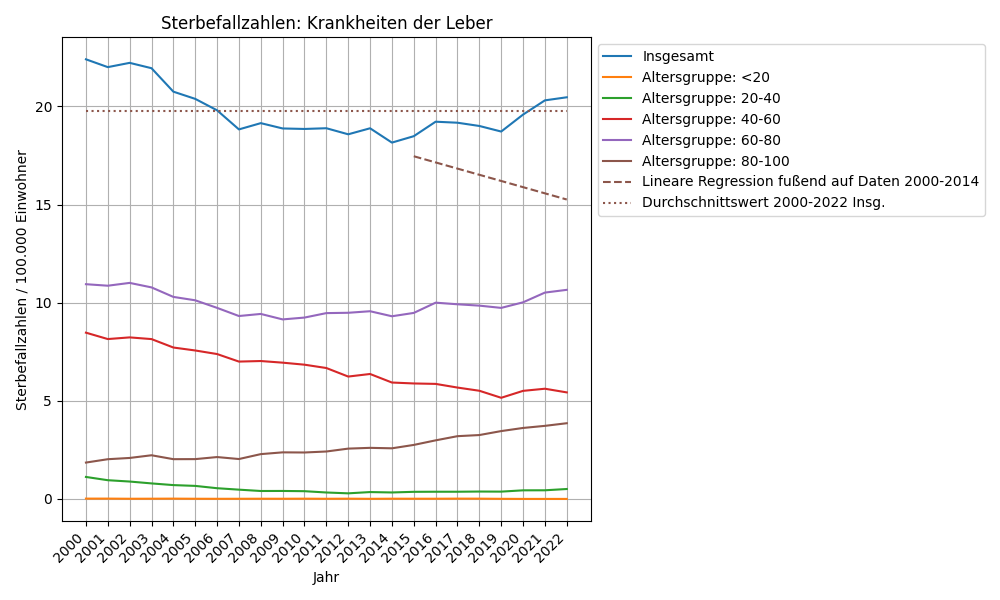 Sterbefallzahlen: Krankheiten der Leber
Sterbefallzahlen / 100.000 Einwohner
20
15
10
5
0
2000
2001
2002
2003
2004
2005
2006
2007
2008
2009
2010
2011
2012
2013
2014
2015
2016
2017
2018
2019
2020
2021
2022
Jahr
Insgesamt
Altersgruppe: <20
Altersgruppe: 20-40
Altersgruppe: 40-60
Altersgruppe: 60-80
Altersgruppe: 80-100
Lineare Regression fußend auf Daten 2000-2014
Durchschnittswert 2000-2022 Insg.